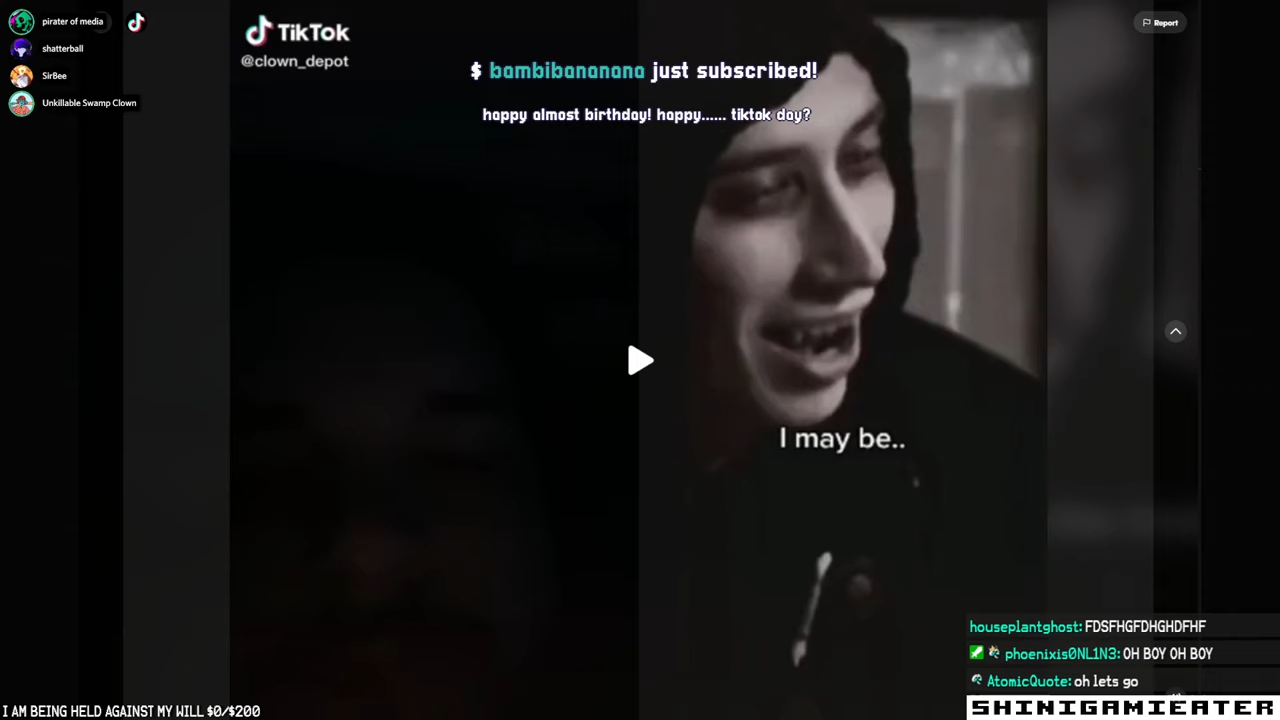 pirater of media
shatterball
SirBee
Unkillable Swamp Clown
TikTok
@clown_depot
$ bambibananana just subscribed!
happy almost birthday! happy...... tiktok day?
Report
I may be..
houseplantghost: FDSFHGFDHGHDFHF
phoenixis0NL1N3: OH BOY OH BOY
AtomicQuote: oh lets go
SHINIGAMIEATER
I AM BEING HELD AGAINST MY WILL $0/$200